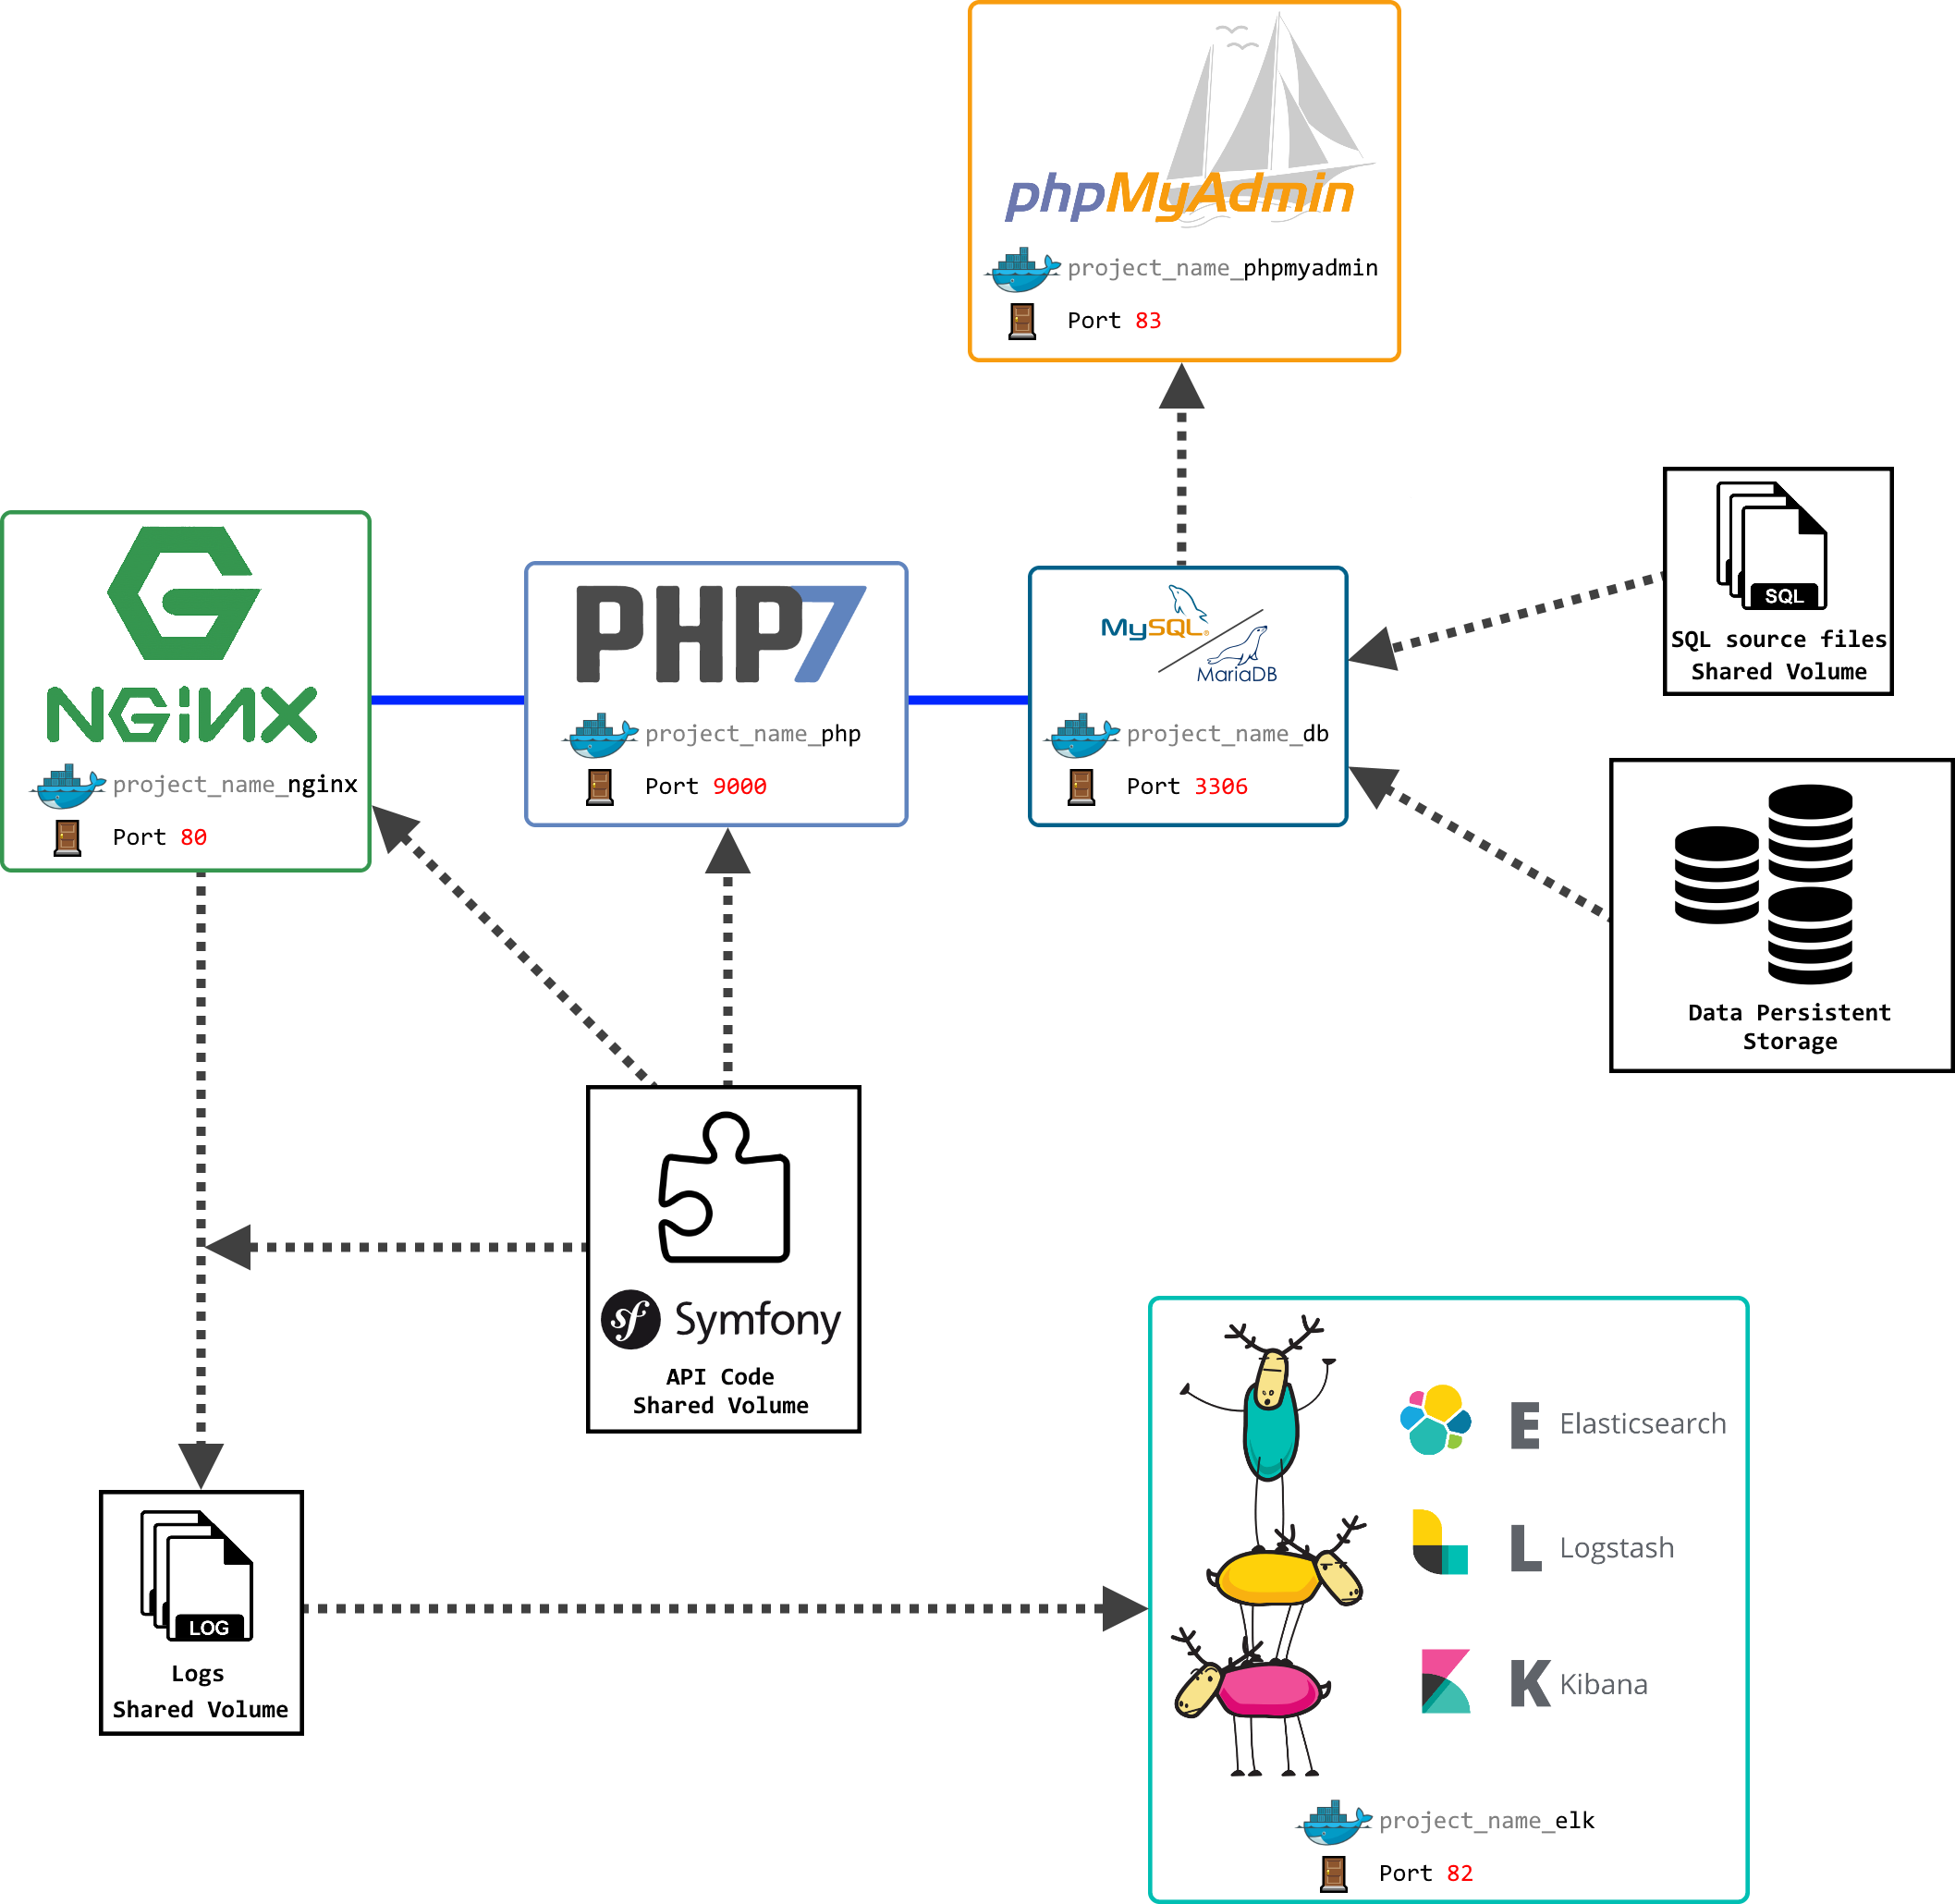 phpMyAdmin
project_name_phpmyadmin
Port 83
NGiNX
project_name_nginx
Port 80
PHP7
project_name_php
Port 9000
MySQL®
MariaDB
project_name_db
Port 3306
SQL
SQL source files
Shared Volume
Data Persistent
Storage
sf Symfony
API Code
Shared Volume
LOG
Logs
Shared Volume
E Elasticsearch
L Logstash
K Kibana
project_name_elk
Port 82